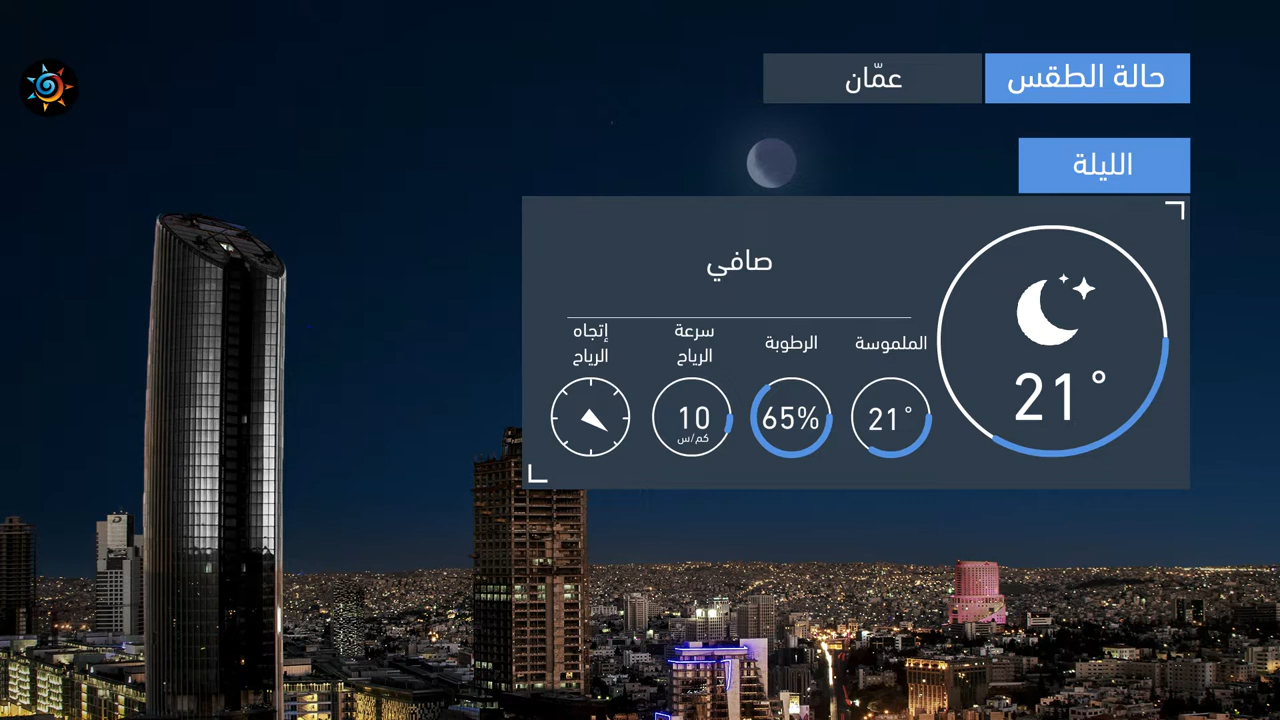 حالة الطقس
عمّان
الليلة
صافي
21°
الملموسة
21°
الرطوبة
65%
سرعة
الرياح
10
كم/س
إتجاه
الرياح